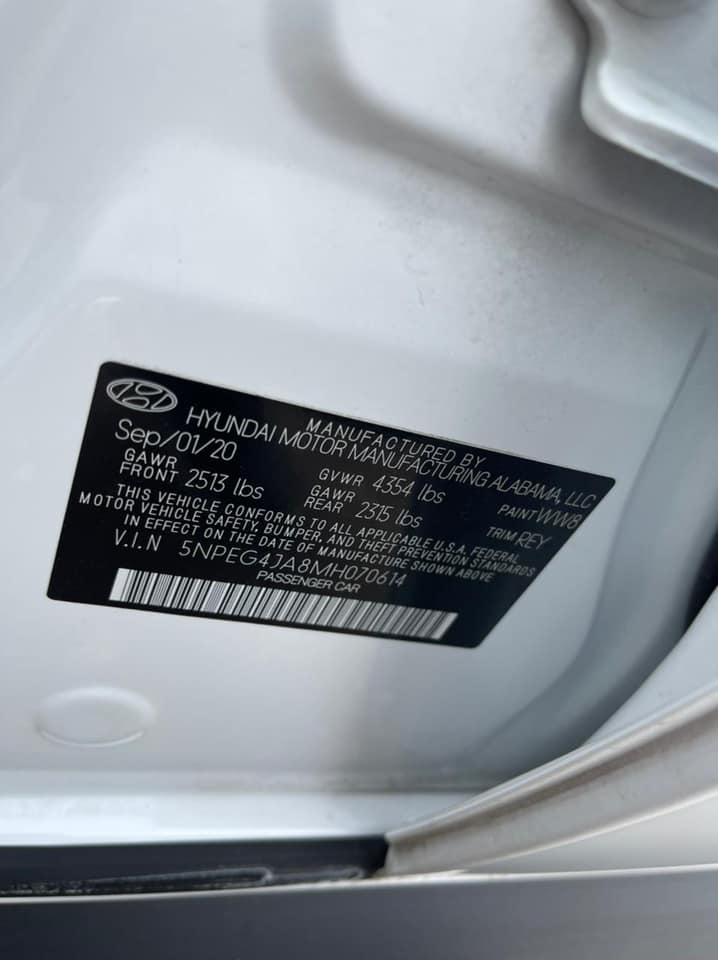 MANUFACTURED BY
HYUNDAI MOTOR MANUFACTURING ALABAMA, LLC
Sep/01/20 GVWR 4354 lbs PAINT WW8
GAWR FRONT 2513 lbs GAWR REAR 2315 lbs TRIM REY
THIS VEHICLE CONFORMS TO ALL APPLICABLE U.S.A. FEDERAL
MOTOR VEHICLE SAFETY, BUMPER, AND THEFT PREVENTION STANDARDS
IN EFFECT ON THE DATE OF MANUFACTURE SHOWN ABOVE
V.I.N 5NPEG4JA8MH070614
PASSENGER CAR